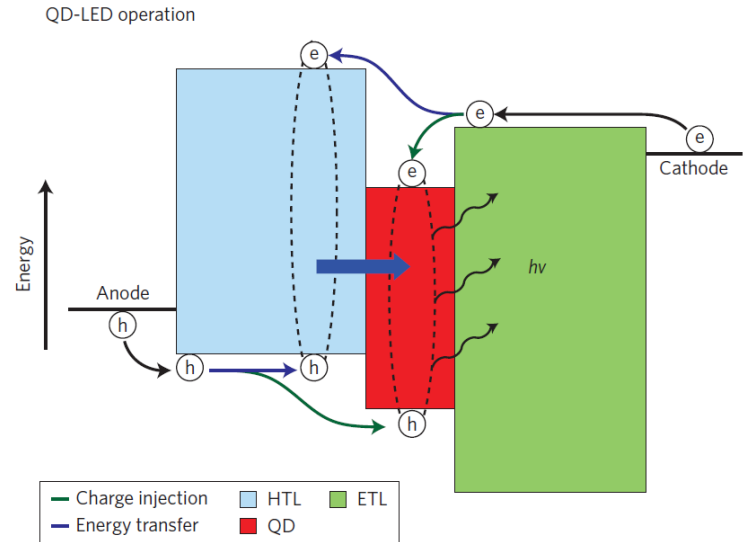 QD-LED operation
e
e
e
e
Cathode
Energy
hv
Anode
h
h
h
h
Charge injection
HTL
ETL
Energy transfer
QD